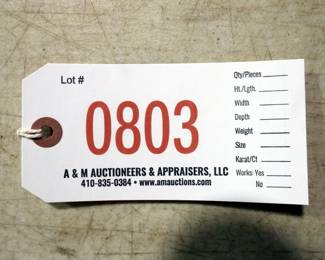 Lot #
0803
A & M AUCTIONEERS & APPRAISERS, LLC
410-835-0384 • www.amauctions.com
Qty/Pieces
Ht./Lgth.
Width
Depth
Weight
Size
Karat/Ct
Works: Yes
No